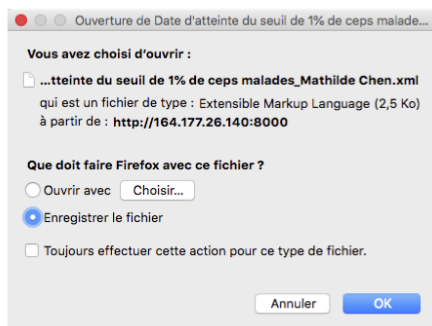 Ouverture de Date d'atteinte du seuil de 1% de ceps malade...
Vous avez choisi d'ouvrir :
...tteinte du seuil de 1% de ceps malades_Mathilde Chen.xml
qui est un fichier de type : Extensible Markup Language (2,5 Ko)
à partir de : http://164.177.26.140:8000
Que doit faire Firefox avec ce fichier ?
Ouvrir avec Choisir...
Enregistrer le fichier
Toujours effectuer cette action pour ce type de fichier.
Annuler OK